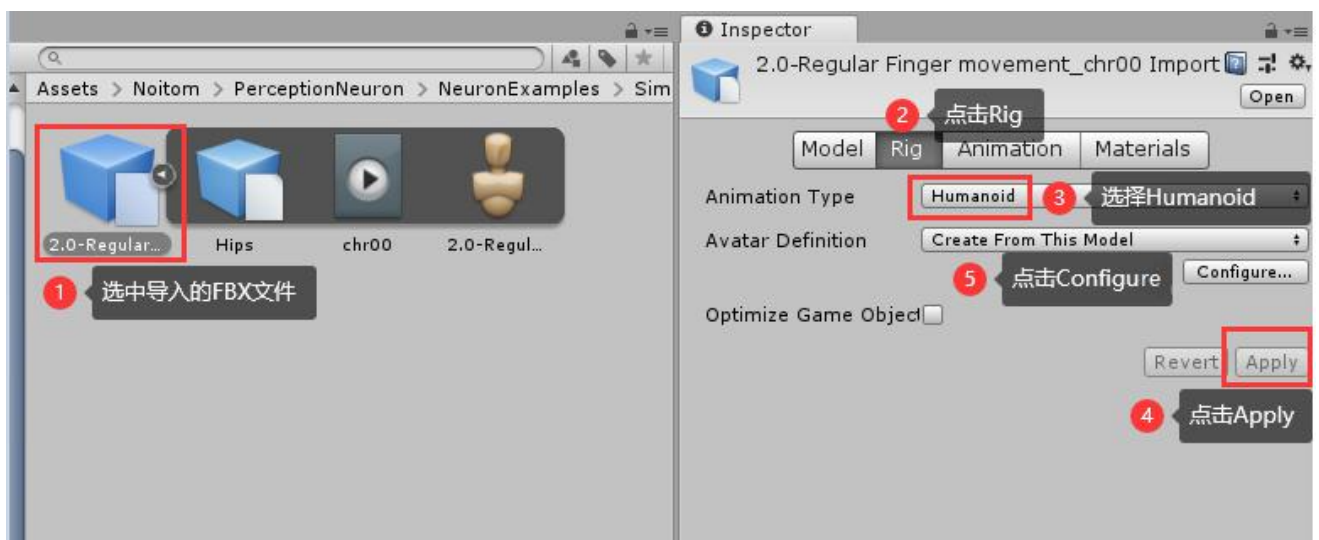 Assets > Noitom > PerceptionNeuron > NeuronExamples > Sim
2.0-Regular...
Hips
chr00
2.0-Regul...
1 选中导入的FBX文件
Inspector
2.0-Regular Finger movement_chr00 Import
Open
2 点击Rig
Model Rig Animation Materials
Animation Type Humanoid 3 选择Humanoid
Avatar Definition Create From This Model
5 点击Configure Configure...
Optimize Game Object
Revert Apply
4 点击Apply